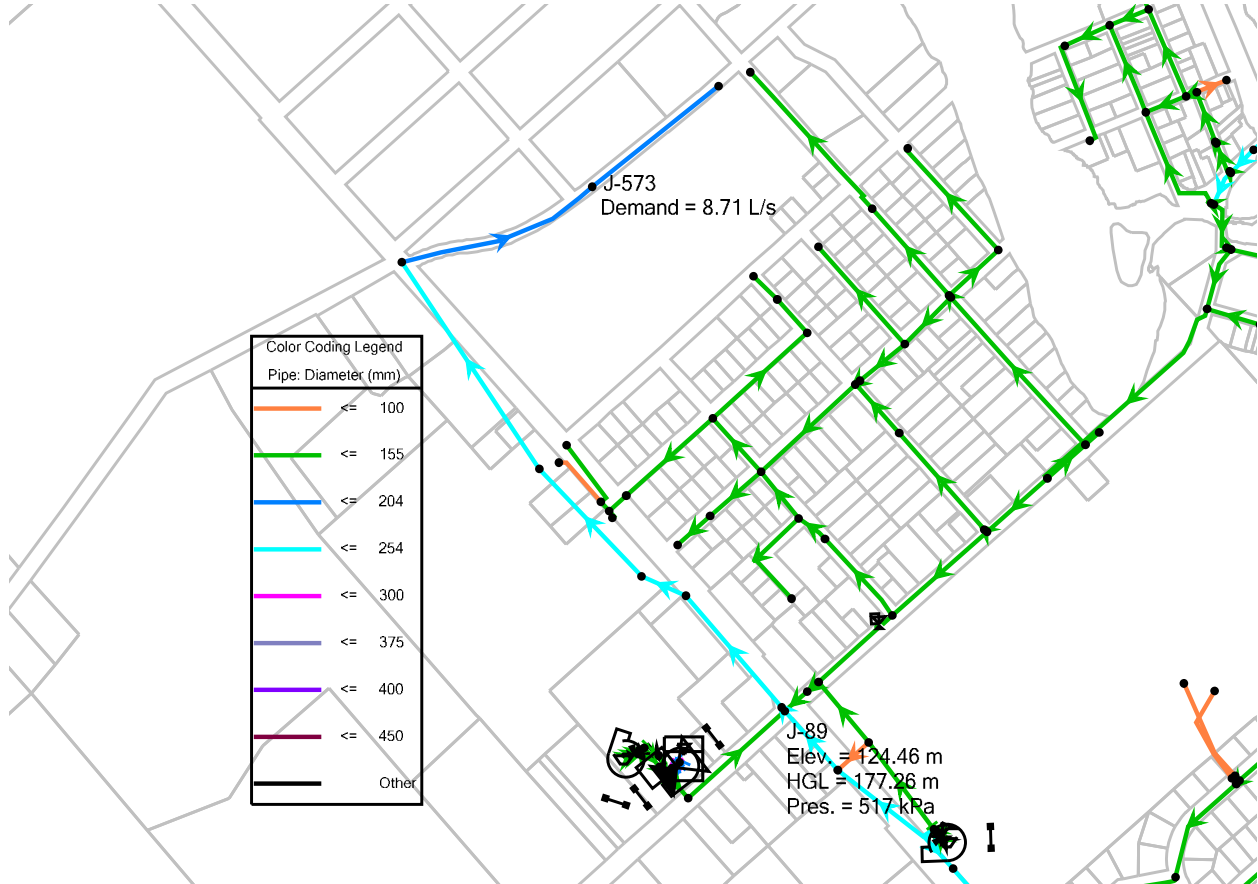 J-573
Demand = 8.71 L/s
Color Coding Legend
Pipe: Diameter (mm)
<= 100
<= 155
<= 204
<= 254
<= 300
<= 375
<= 400
<= 450
Other
J-89
Elev. = 124.46 m
HGL = 177.26 m
Pres. = 517 kPa